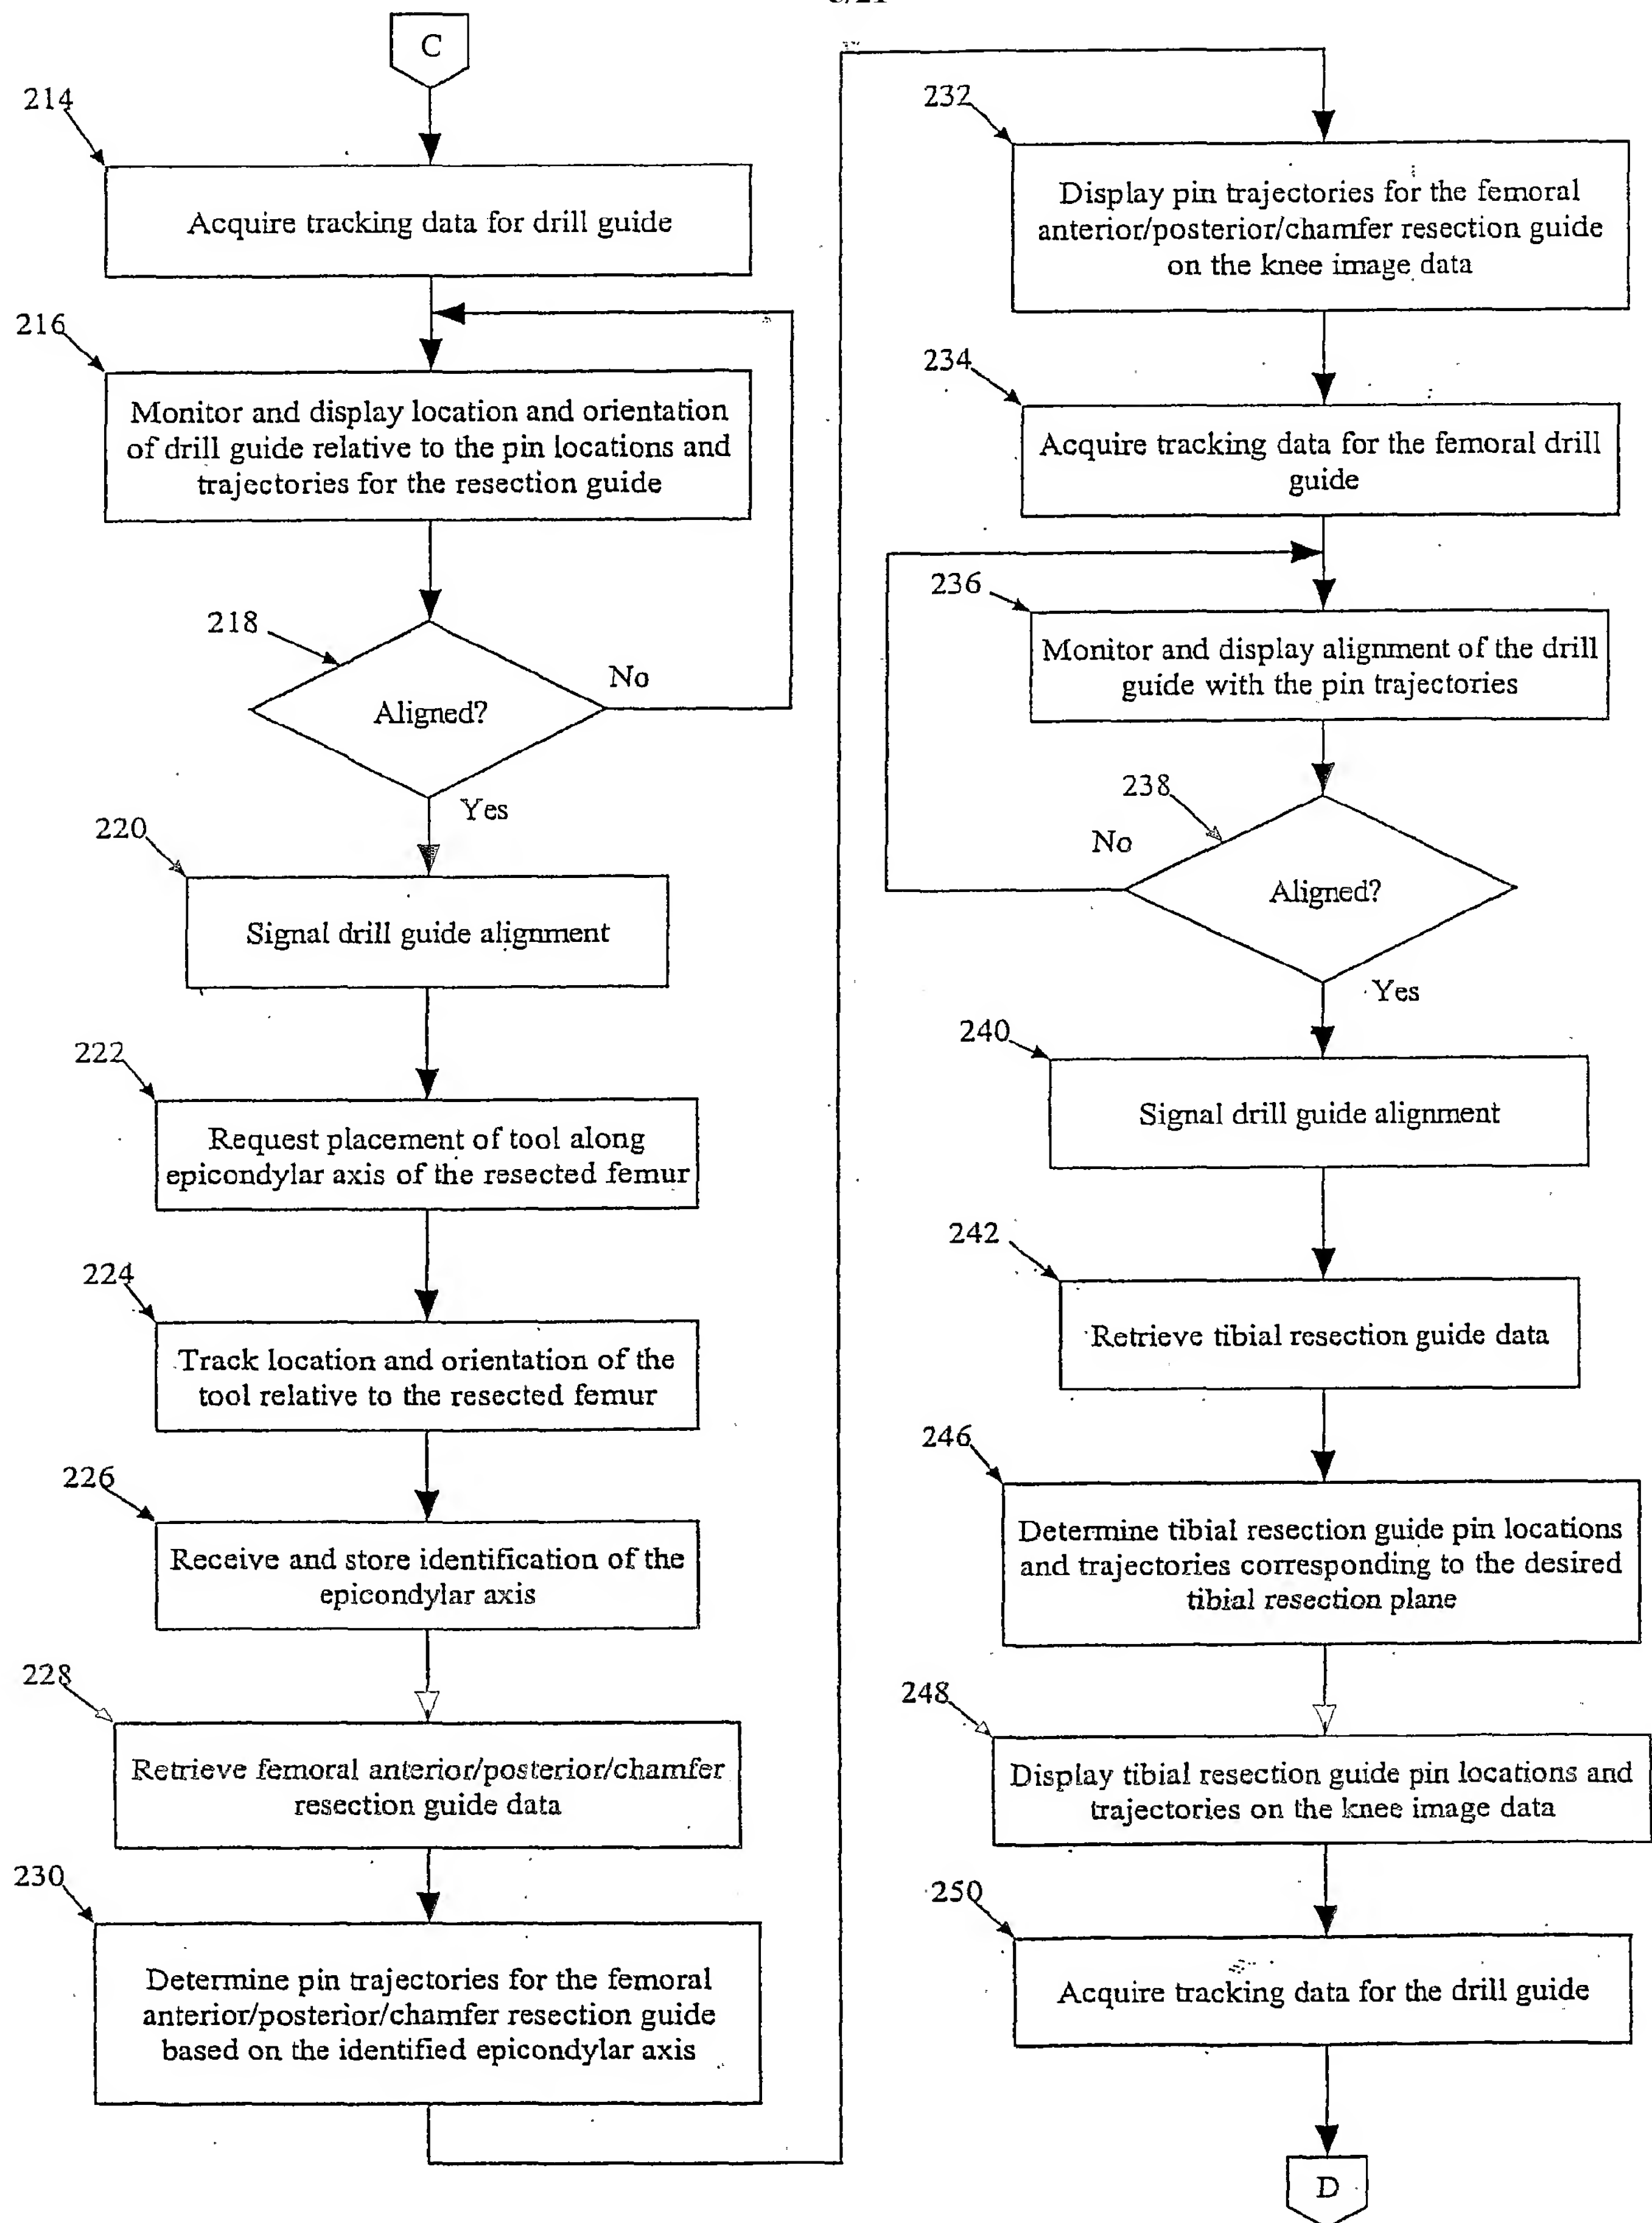 C
214
Acquire tracking data for drill guide
216
Monitor and display location and orientation
of drill guide relative to the pin locations and
trajectories for the resection guide
218
Aligned?
No
Yes
220
Signal drill guide alignment
222
Request placement of tool along
epicondylar axis of the resected femur
224
Track location and orientation of the
tool relative to the resected femur
226
Receive and store identification of the
epicondylar axis
228
Retrieve femoral anterior/posterior/chamfer
resection guide data
230
Determine pin trajectories for the femoral
anterior/posterior/chamfer resection guide
based on the identified epicondylar axis
232
Display pin trajectories for the femoral
anterior/posterior/chamfer resection guide
on the knee image data
234
Acquire tracking data for the femoral drill
guide
236
Monitor and display alignment of the drill
guide with the pin trajectories
238
No
Aligned?
Yes
240
Signal drill guide alignment
242
Retrieve tibial resection guide data
246
Determine tibial resection guide pin locations
and trajectories corresponding to the desired
tibial resection plane
248
Display tibial resection guide pin locations and
trajectories on the knee image data
250
Acquire tracking data for the drill guide
D